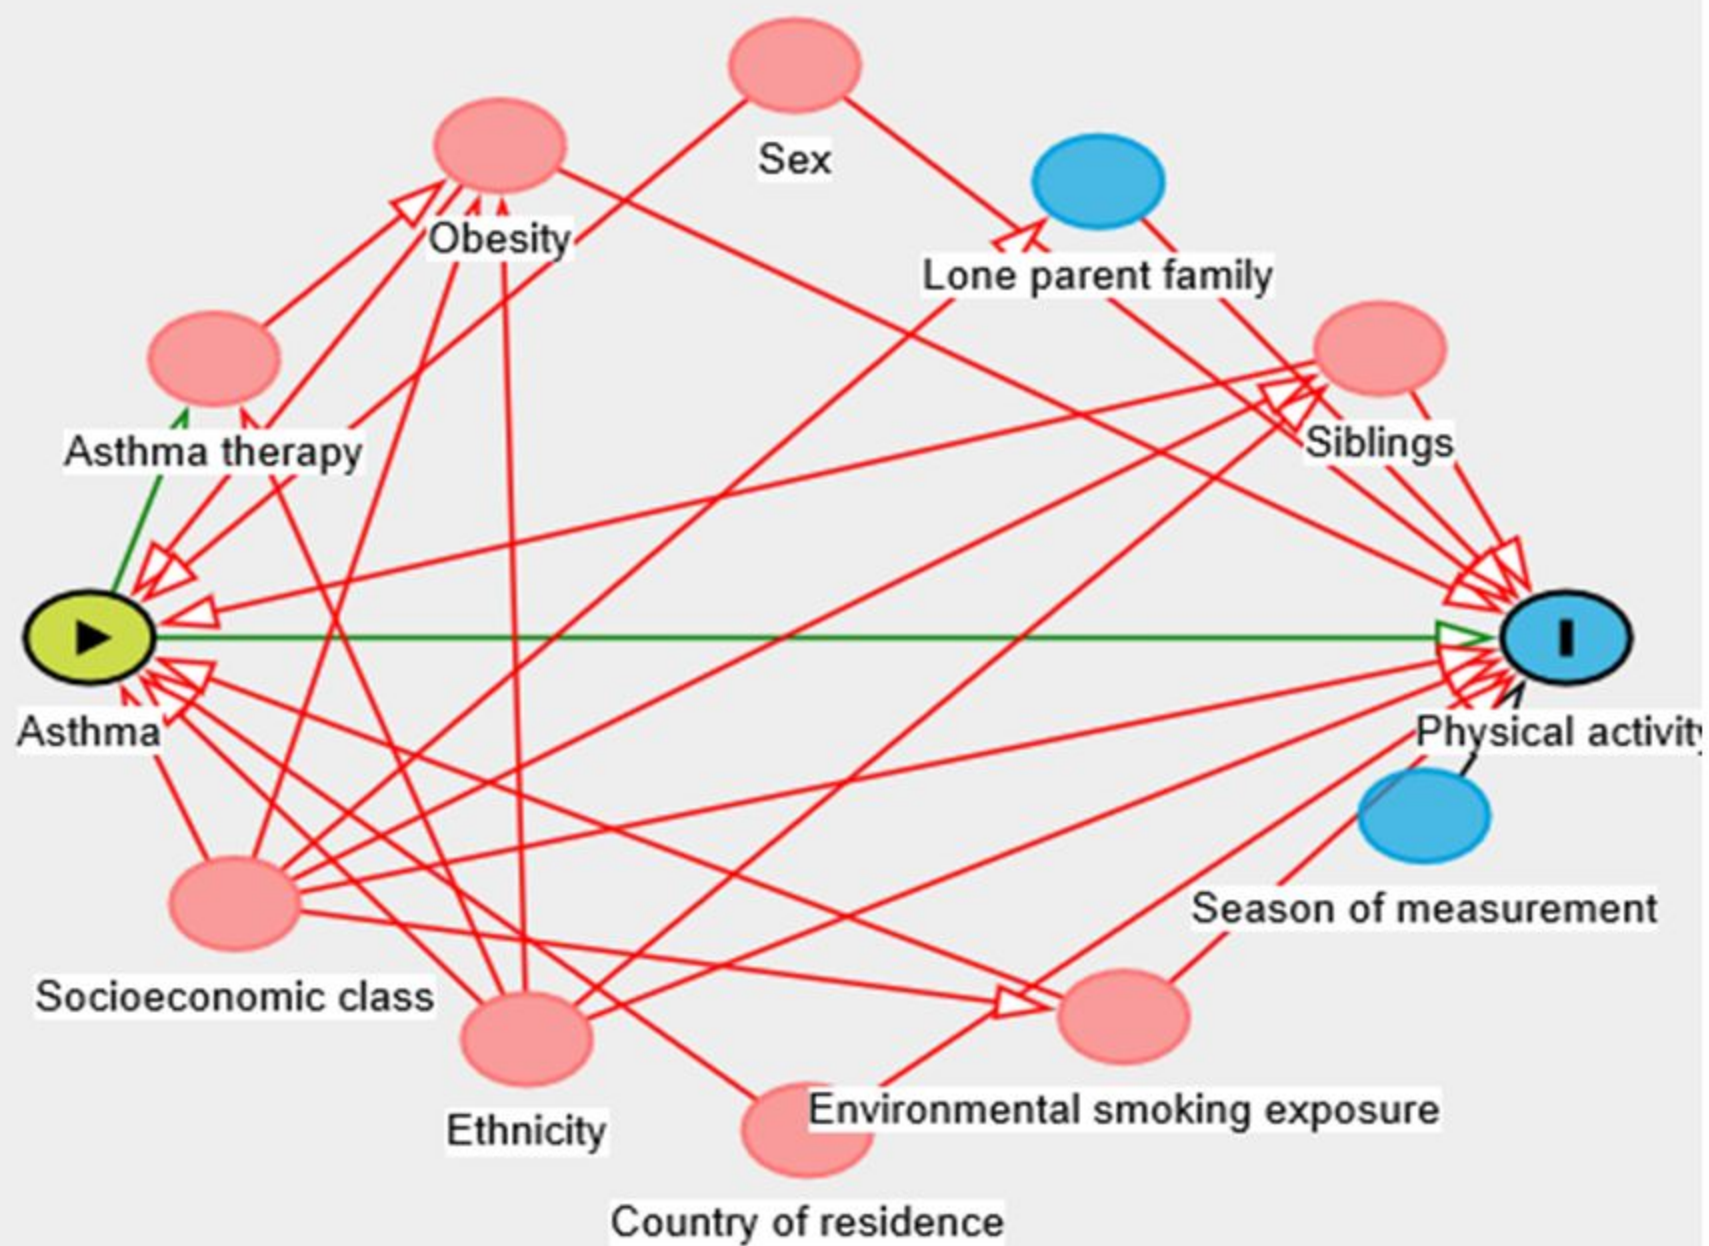 Sex
Obesity
Lone parent family
Siblings
Asthma therapy
Asthma
Physical activity
Season of measurement
Socioeconomic class
Environmental smoking exposure
Ethnicity
Country of residence